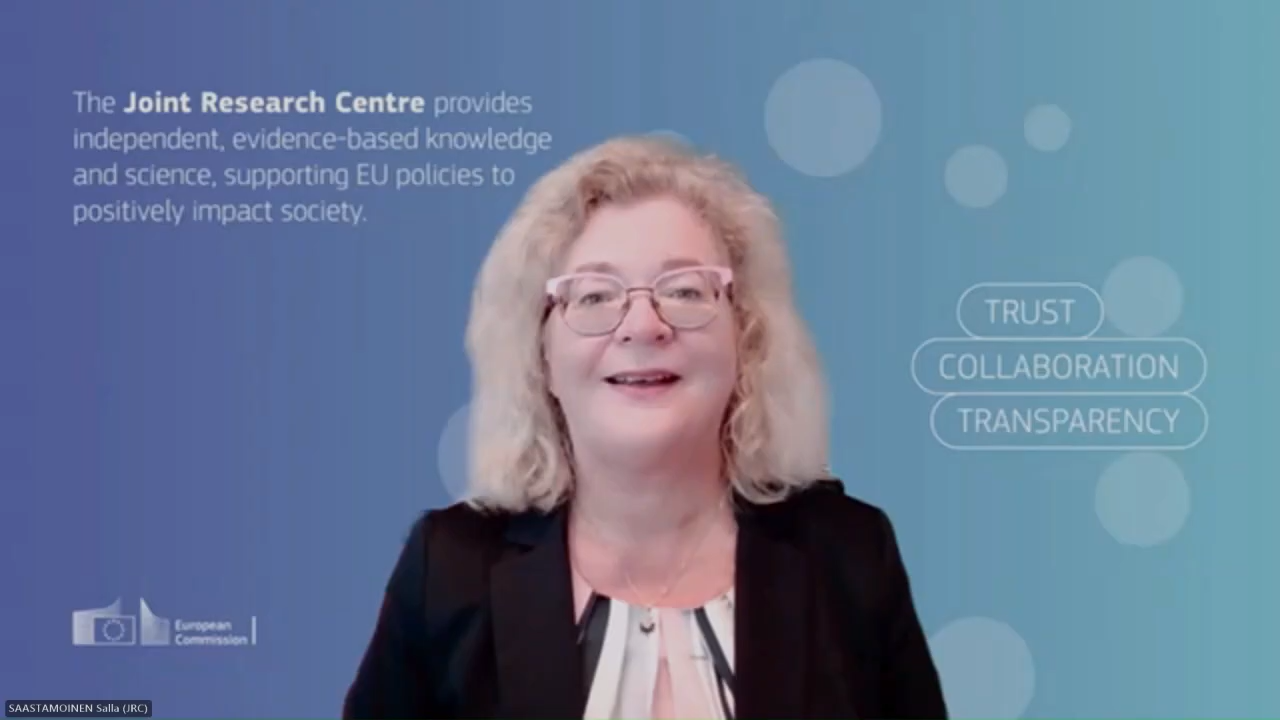 The Joint Research Centre provides
independent, evidence-based knowledge
and science, supporting EU policies to
positively impact society.
TRUST
COLLABORATION
TRANSPARENCY
European
Commission
SAASTAMOINEN Salla (JRC)